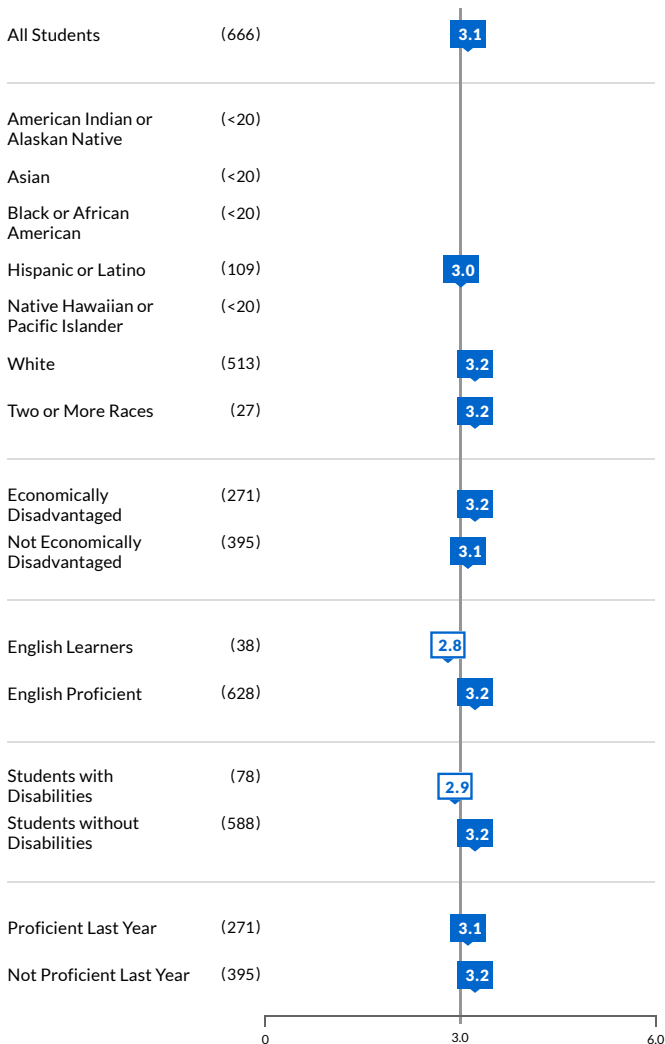 All Students (666) 3.1
American Indian or (<20)
Alaskan Native
Asian (<20)
Black or African (<20)
American
Hispanic or Latino (109) 3.0
Native Hawaiian or (<20)
Pacific Islander
White (513) 3.2
Two or More Races (27) 3.2
Economically (271) 3.2
Disadvantaged
Not Economically (395) 3.1
Disadvantaged
English Learners (38) 2.8
English Proficient (628) 3.2
Students with (78) 2.9
Disabilities
Students without (588) 3.2
Disabilities
Proficient Last Year (271) 3.1
Not Proficient Last Year (395) 3.2
0 3.0 6.0